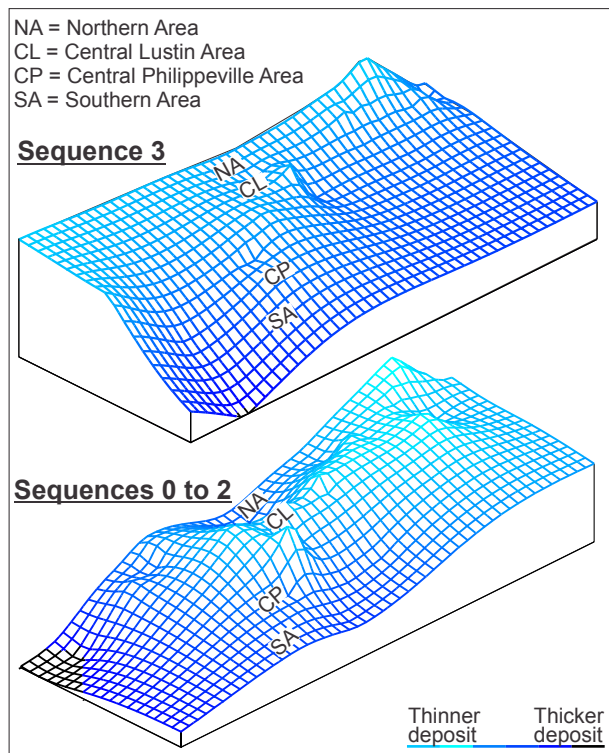 NA = Northern Area
CL = Central Lustin Area
CP = Central Philippeville Area
SA = Southern Area
Sequence 3
NA
CL
CP
SA
Sequences 0 to 2
NA
CL
CP
SA
Thinner deposit
Thicker deposit